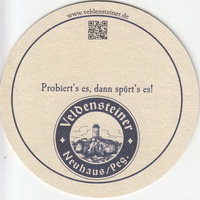 www.veldensteiner.de
Probiert's es, dann spürt's es!
Veldensteiner
Neuhaus/Peg.